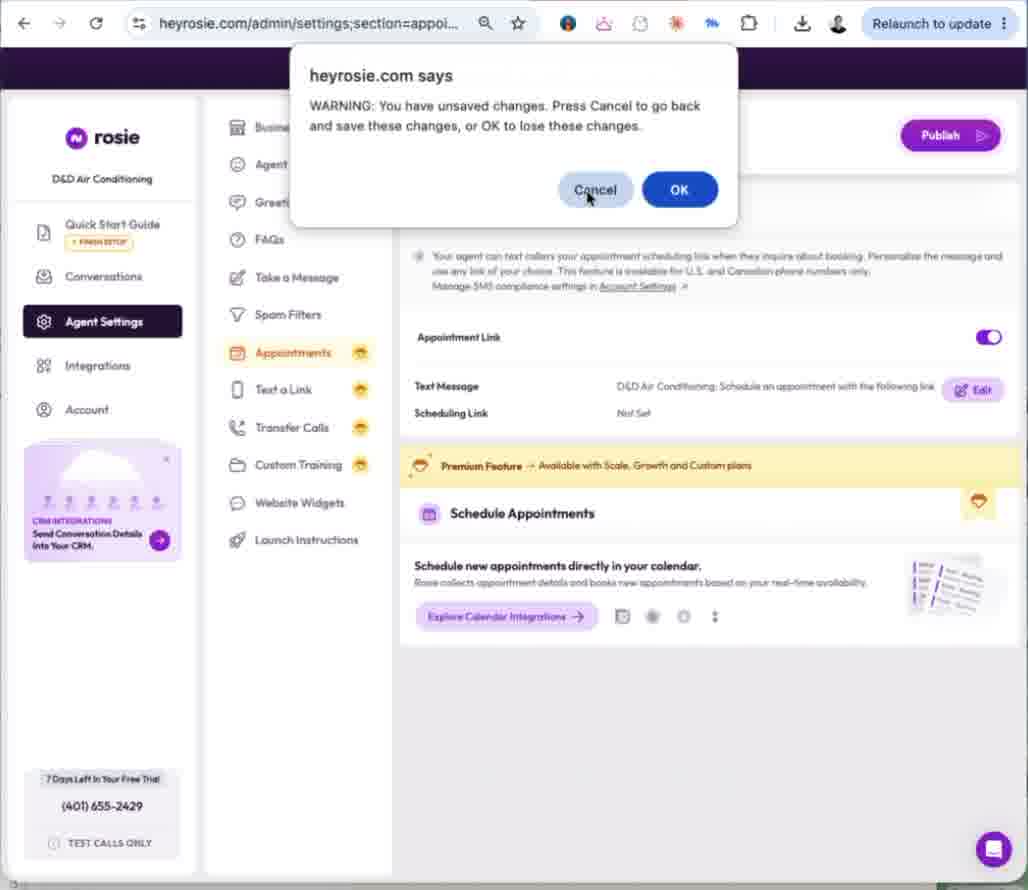 heyrosie.com/admin/settings;section=appoi...
Relaunch to update
heyrosie.com says
WARNING: You have unsaved changes. Press Cancel to go back
and save these changes, or OK to lose these changes.
Cancel
OK
rosie
D&D Air Conditioning
Quick Start Guide
FINISH SETUP
Conversations
Agent Settings
Integrations
Account
CRM INTEGRATIONS
Send Conversation Details
Into Your CRM.
7 Days Left In Your Free Trial
(401) 655-2429
TEST CALLS ONLY
Busine
Agent
Greeti
FAQs
Take a Message
Spam Filters
Appointments
Text a Link
Transfer Calls
Custom Training
Website Widgets
Launch Instructions
Publish
Your agent can text callers your appointment scheduling link when they inquire about booking. Personalize the message and
use any link of your choice. This feature is available for U.S. and Canadian phone numbers only.
Manage SMS compliance settings in Account Settings ↗
Appointment Link
Text Message
D&D Air Conditioning: Schedule an appointment with the following link
Edit
Scheduling Link
Not Set
Premium Feature → Available with Scale, Growth and Custom plans
Schedule Appointments
Schedule new appointments directly in your calendar.
Rosie collects appointment details and books new appointments based on your real-time availability.
Explore Calendar Integrations →